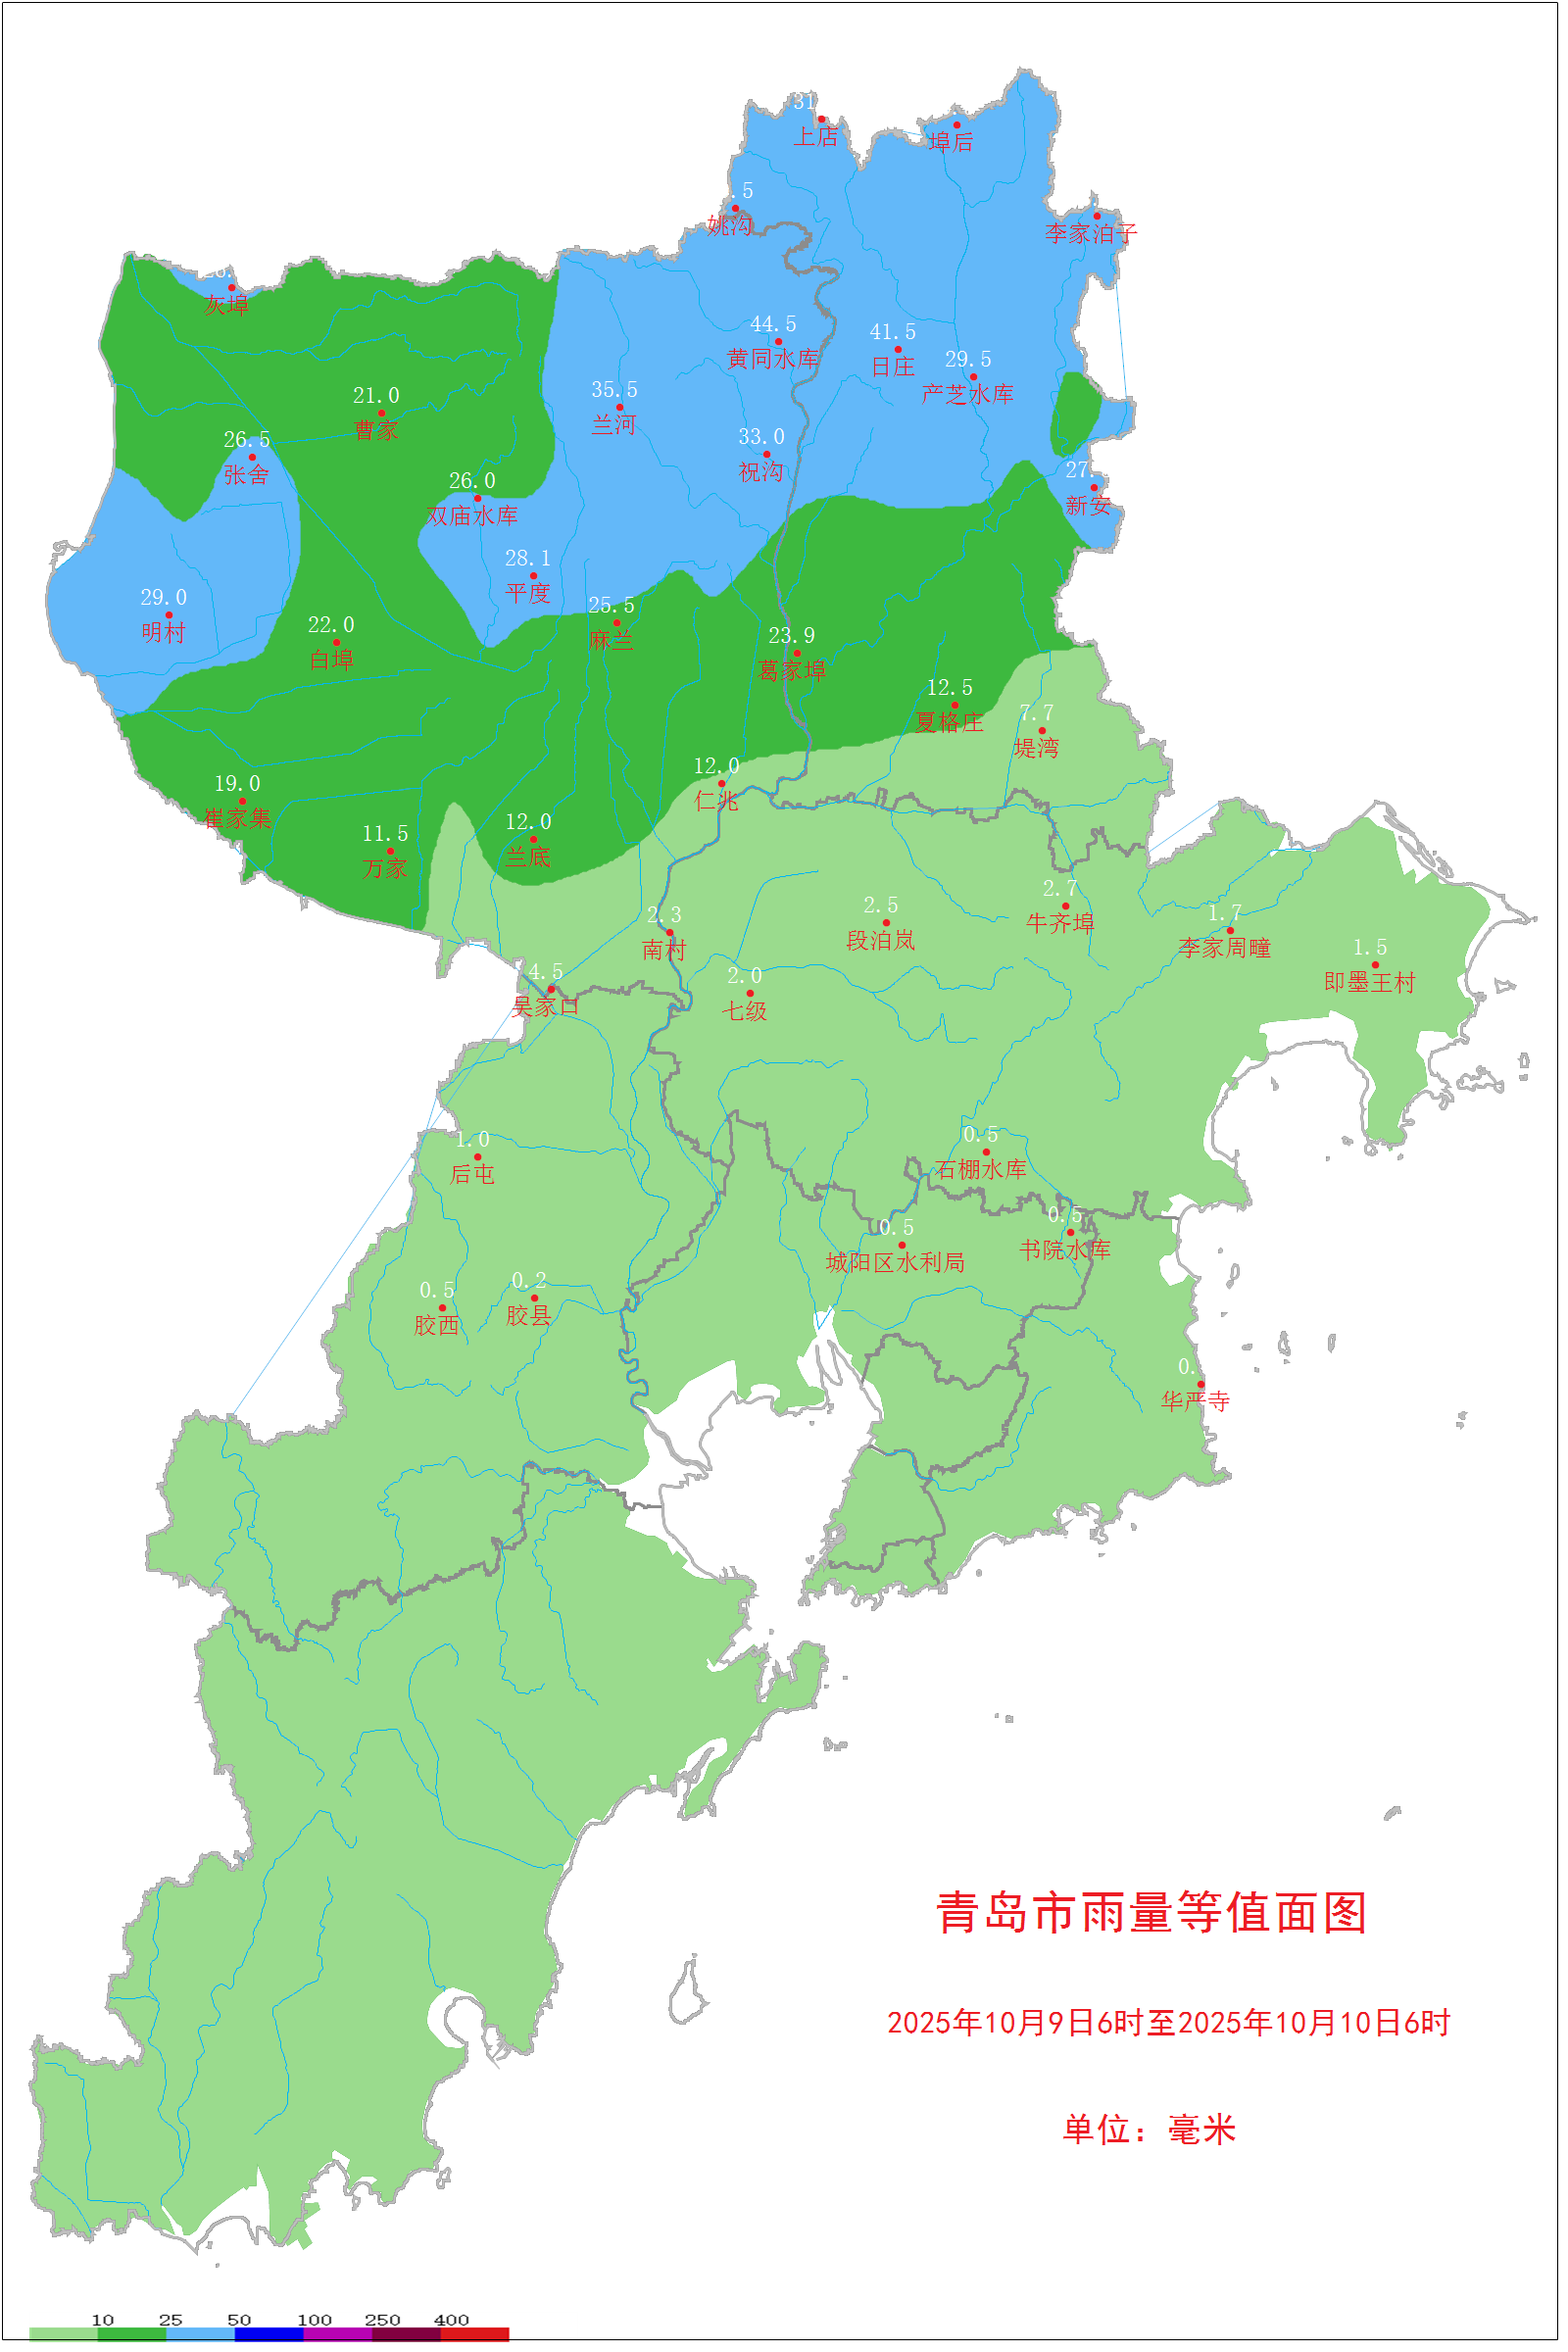 31
上店
埠后
.5
姚沟
李家泊子
灰埠
44.5
黄同水库
41.5
日庄
29.5
产芝水库
35.5
兰河
21.0
曹家
33.0
祝沟
26.5
张舍
26.0
双庙水库
27.
新安
28.1
平度
29.0
明村
25.5
麻兰
22.0
白埠
23.9
葛家埠
12.5
夏格庄
7.7
堤湾
12.0
仁兆
19.0
崔家集
11.5
万家
12.0
兰底
2.7
牛齐埠
2.5
段泊岚
1.7
李家周疃
2.3
南村
1.5
即墨王村
4.5
吴家口
2.0
七级
1.0
后屯
0.5
石棚水库
0.5
城阳区水利局
0.5
书院水库
0.5
胶西
0.2
胶县
0.
华严寺
青岛市雨量等值面图
2025年10月9日6时至2025年10月10日6时
单位：毫米
10 25 50 100 250 400